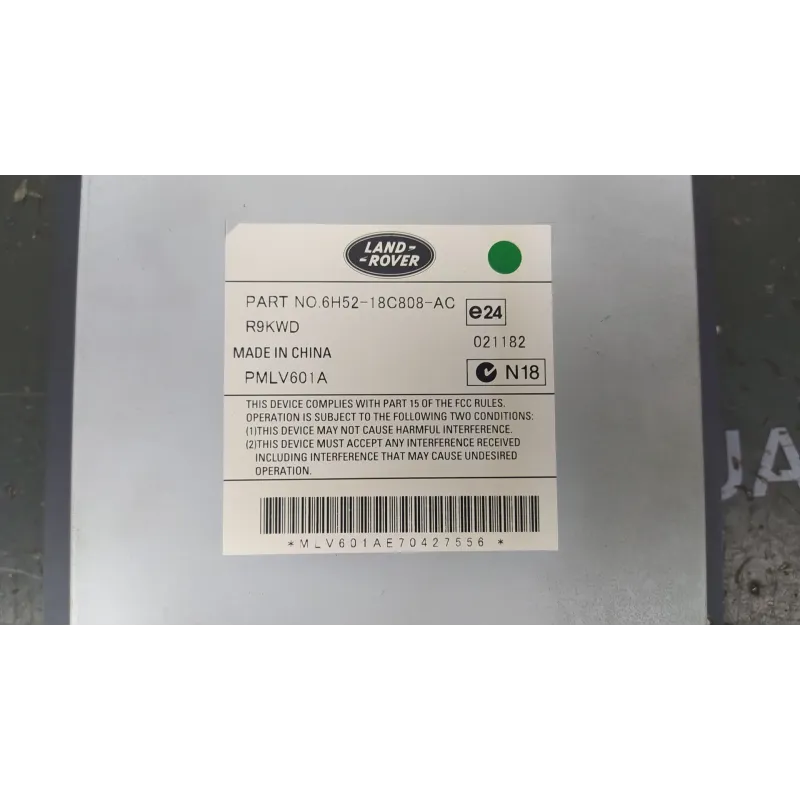 LAND-
-ROVER
PART NO.6H52-18C808-AC
e24
R9KWD
021182
MADE IN CHINA
PMLV601A
N18
THIS DEVICE COMPLIES WITH PART 15 OF THE FCC RULES.
OPERATION IS SUBJECT TO THE FOLLOWING TWO CONDITIONS:
(1)THIS DEVICE MAY NOT CAUSE HARMFUL INTERFERENCE.
(2)THIS DEVICE MUST ACCEPT ANY INTERFERENCE RECEIVED
INCLUDING INTERFERENCE THAT MAY CAUSE UNDESIRED
OPERATION.
*MLV601AE70427556*